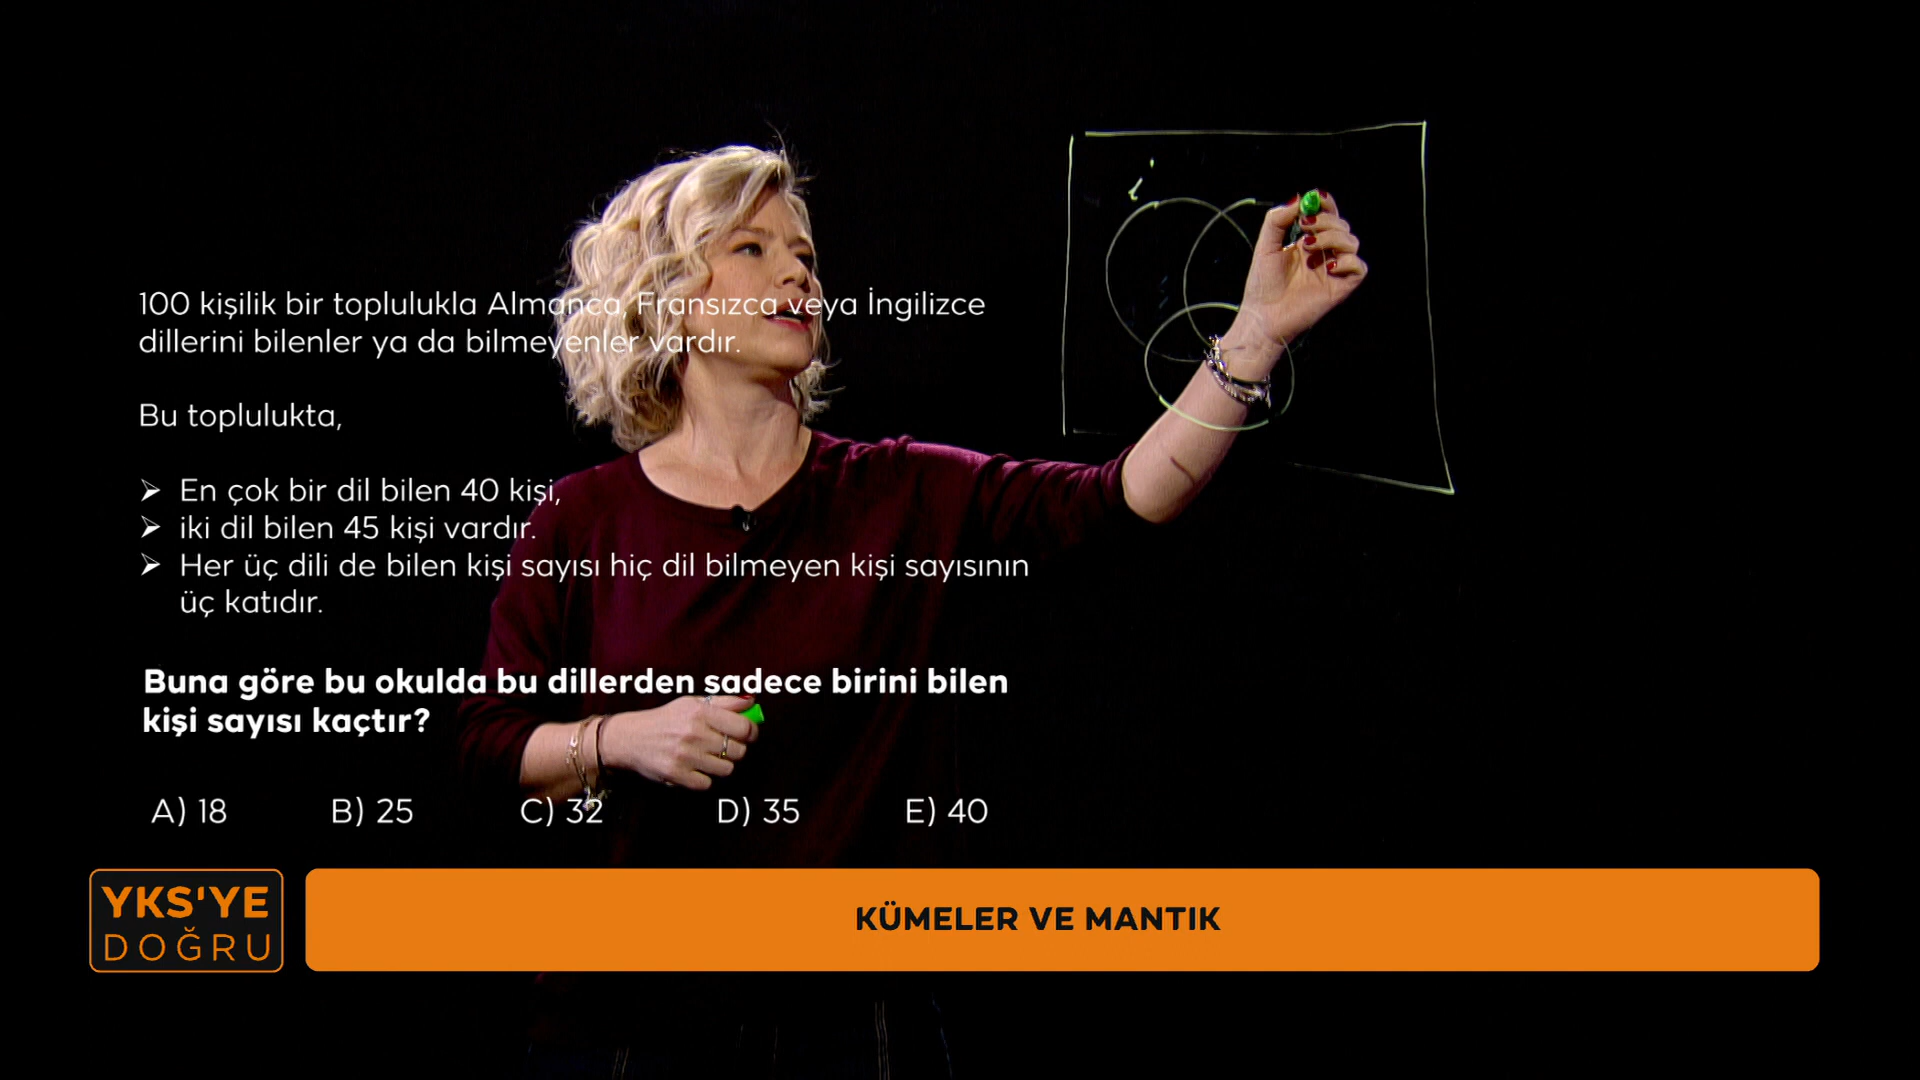 i
100 kişilik bir toplulukla Almanca, Fransızca veya İngilizce
dillerini bilenler ya da bilmeyenler vardır.
Bu toplulukta,
➢ En çok bir dil bilen 40 kişi,
➢ iki dil bilen 45 kişi vardır.
➢ Her üç dili de bilen kişi sayısı hiç dil bilmeyen kişi sayısının
üç katıdır.
Buna göre bu okulda bu dillerden sadece birini bilen
kişi sayısı kaçtır?
A) 18 B) 25 C) 32 D) 35 E) 40
YKS'YE
DOĞRU
KÜMELER VE MANTIK